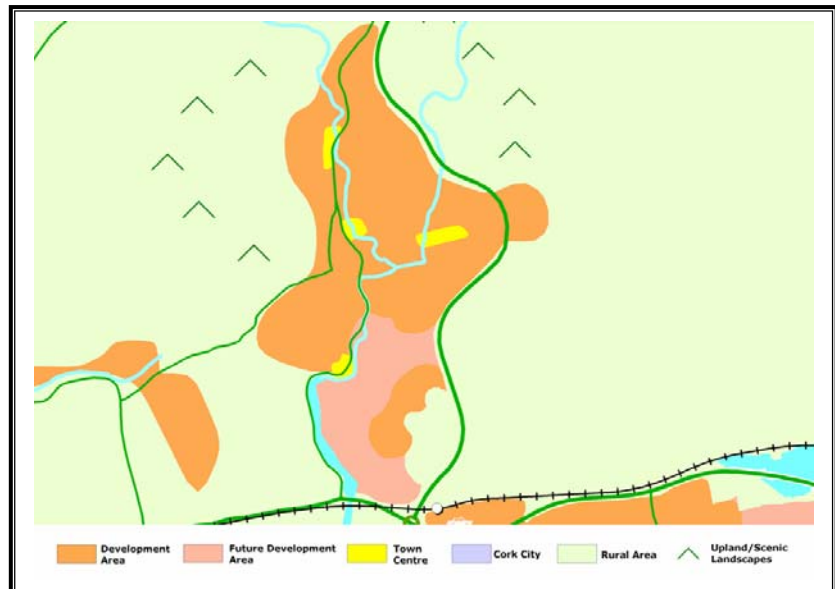 Development
Area
Future Development
Area
Town
Centre
Cork City
Rural Area
Upland/Scenic
Landscapes